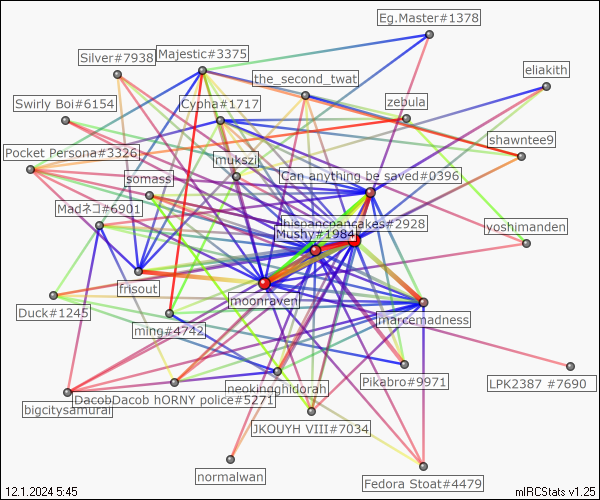 Eg.Master#1378
Majestic#3375
Silver#7938
eliakith
the_second_twat
Swirly Boi#6154
Cypha#1717
zebula
shawntee9
Pocket Persona#3326
mukszi
somass
Can anything be saved#0396
Madネコ#6901
thispancancakes#2928
Mushy#1984
yoshimanden
frisout
moonraven
Duck#1245
marcemadness
ming#4742
Pikabro#9971
LPK2387 #7690
neokingghidorah
DacobDacob hORNY police#5271
bigcitysamurai
JKOUYH VIII#7034
normalwan
Fedora Stoat#4479
12.1.2024 5:45
mIRCStats v1.25